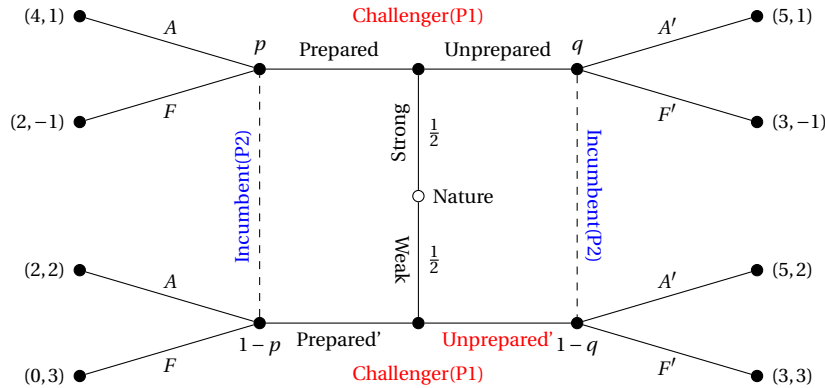 Challenger(P1)
(4, 1)
A
p
Prepared
Unprepared
q
A′
(5, 1)
(2, −1)
F
F′
(3, −1)
Incumbent(P2)
Strong
1/2
Incumbent(P2)
Nature
Weak
1/2
(2, 2)
A
A′
(5, 2)
1 − p
Prepared'
Unprepared'
1 − q
(0, 3)
F
Challenger(P1)
F′
(3, 3)